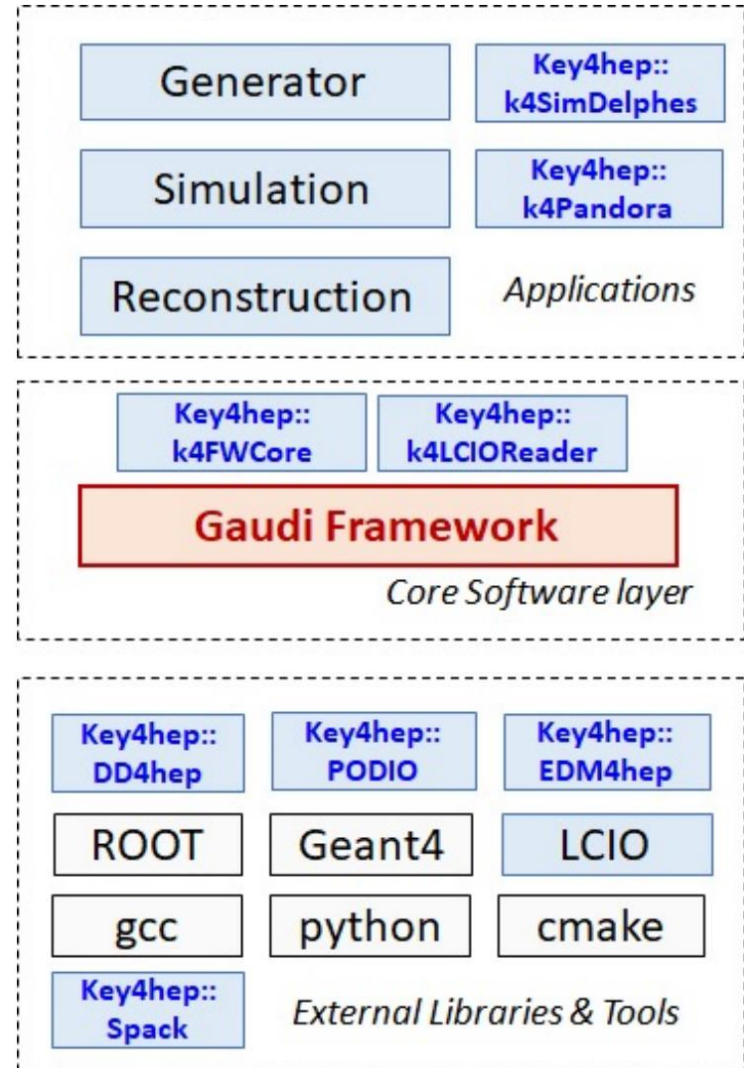 Generator
Key4hep::
k4SimDelphes
Simulation
Key4hep::
k4Pandora
Reconstruction
Applications
Key4hep::
k4FWCore
Key4hep::
k4LCIOReader
Gaudi Framework
Core Software layer
Key4hep::
DD4hep
Key4hep::
PODIO
Key4hep::
EDM4hep
ROOT
Geant4
LCIO
gcc
python
cmake
Key4hep::
Spack
External Libraries & Tools